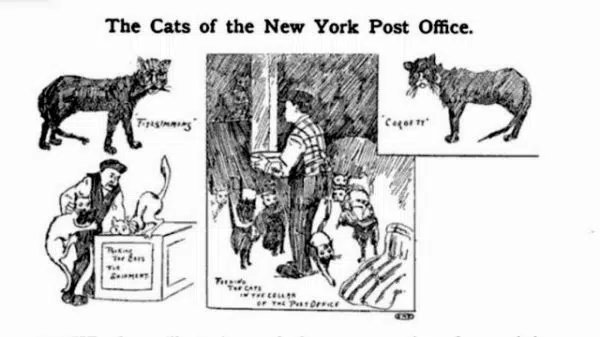 The Cats of the New York Post Office.
"FITZSIMMONS"
"CORBETT"
PACKING
THE CATS
FOR
SHIPMENT.
FEEDING
THE CATS
IN THE CELLAR
OF THE POST OFFICE